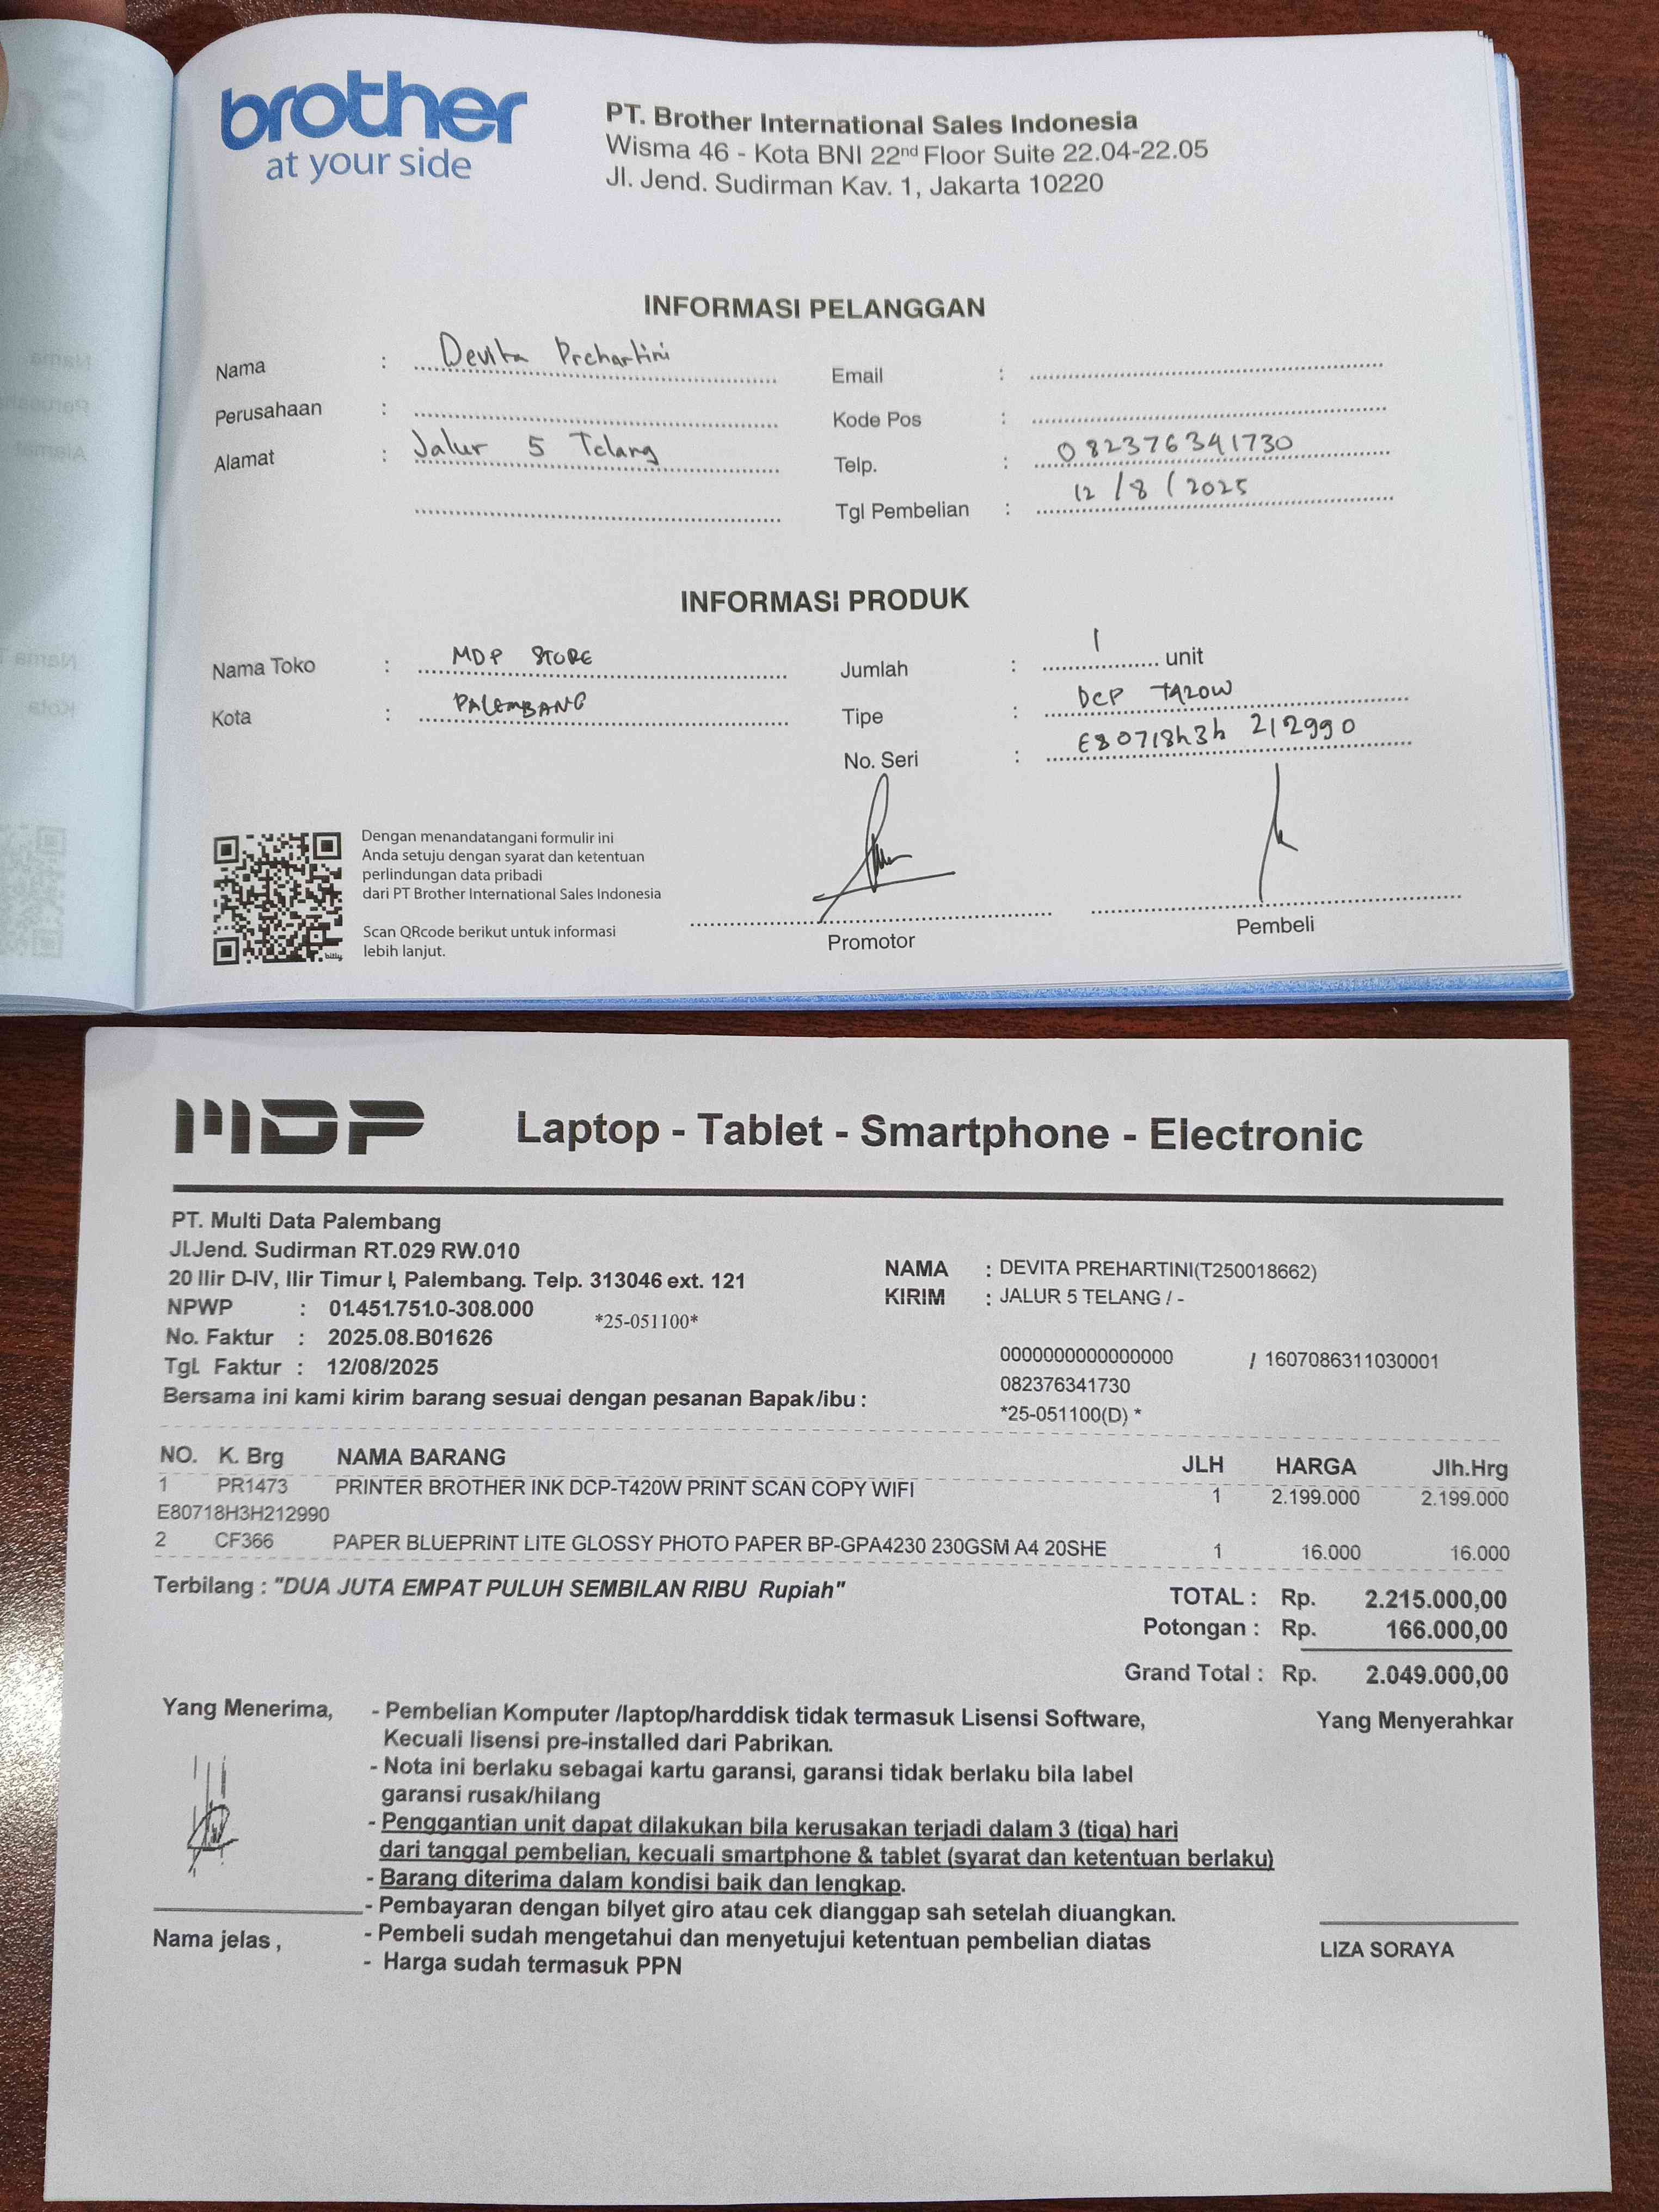 brother
at your side
PT. Brother International Sales Indonesia
Wisma 46 - Kota BNI 22nd Floor Suite 22.04-22.05
Jl. Jend. Sudirman Kav. 1, Jakarta 10220
INFORMASI PELANGGAN
Nama : Devita Prehartini
Perusahaan :
Alamat : Jalur 5 Telang
Email :
Kode Pos :
Telp. : 082376341730
Tgl Pembelian : 12/8/2025
INFORMASI PRODUK
Nama Toko : MDP STORE
Kota : PALEMBANG
Jumlah : 1 unit
Tipe : DCP T420W
No. Seri : E80718h3h 212990
Dengan menandatangani formulir ini
Anda setuju dengan syarat dan ketentuan
perlindungan data pribadi
dari PT Brother International Sales Indonesia
Scan QRcode berikut untuk informasi
lebih lanjut.
bitly
Promotor
Pembeli
MDP Laptop - Tablet - Smartphone - Electronic
PT. Multi Data Palembang
Jl.Jend. Sudirman RT.029 RW.010
20 Ilir D-IV, Ilir Timur I, Palembang. Telp. 313046 ext. 121
NPWP : 01.451.751.0-308.000
*25-051100*
No. Faktur : 2025.08.B01626
Tgl. Faktur : 12/08/2025
Bersama ini kami kirim barang sesuai dengan pesanan Bapak/ibu :
NAMA : DEVITA PREHARTINI(T250018662)
KIRIM : JALUR 5 TELANG / -
0000000000000000 / 1607086311030001
082376341730
*25-051100(D) *
NO. K. Brg NAMA BARANG JLH HARGA Jlh.Hrg
1 PR1473 PRINTER BROTHER INK DCP-T420W PRINT SCAN COPY WIFI 1 2.199.000 2.199.000
E80718H3H212990
2 CF366 PAPER BLUEPRINT LITE GLOSSY PHOTO PAPER BP-GPA4230 230GSM A4 20SHE 1 16.000 16.000
Terbilang : "DUA JUTA EMPAT PULUH SEMBILAN RIBU Rupiah"
TOTAL : Rp. 2.215.000,00
Potongan : Rp. 166.000,00
Grand Total : Rp. 2.049.000,00
Yang Menerima,
- Pembelian Komputer /laptop/harddisk tidak termasuk Lisensi Software,
Kecuali lisensi pre-installed dari Pabrikan.
- Nota ini berlaku sebagai kartu garansi, garansi tidak berlaku bila label
garansi rusak/hilang
- Penggantian unit dapat dilakukan bila kerusakan terjadi dalam 3 (tiga) hari
dari tanggal pembelian, kecuali smartphone & tablet (syarat dan ketentuan berlaku)
- Barang diterima dalam kondisi baik dan lengkap.
- Pembayaran dengan bilyet giro atau cek dianggap sah setelah diuangkan.
- Pembeli sudah mengetahui dan menyetujui ketentuan pembelian diatas
- Harga sudah termasuk PPN
Nama jelas ,
Yang Menyerahkar
LIZA SORAYA